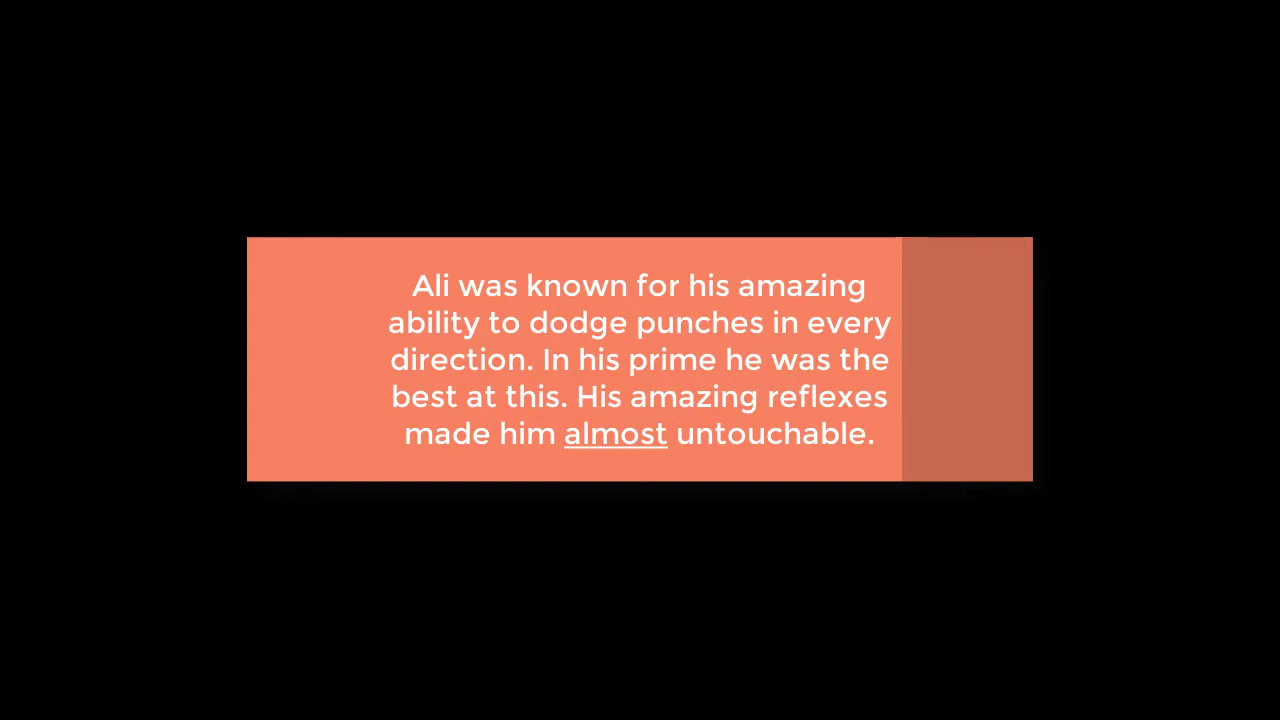 Ali was known for his amazing
ability to dodge punches in every
direction. In his prime he was the
best at this. His amazing reflexes
made him almost untouchable.